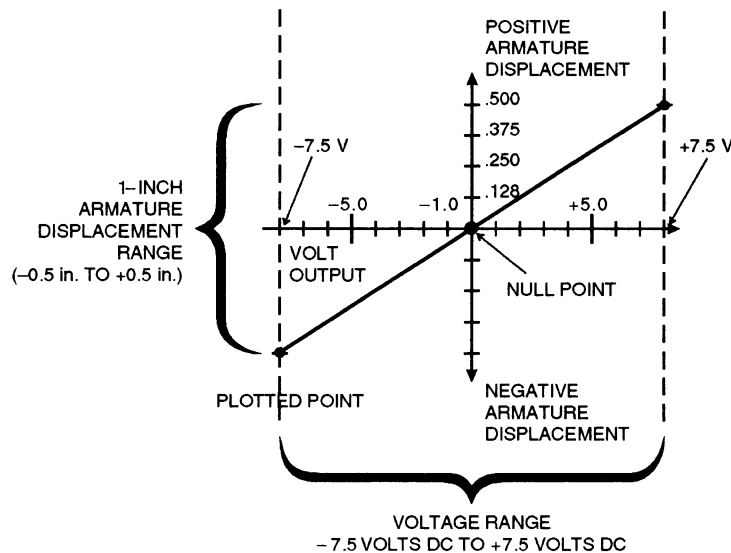 POSITIVE
ARMATURE
DISPLACEMENT
.500
.375
.250
.128
–7.5 V
+7.5 V
1–INCH
ARMATURE
DISPLACEMENT
RANGE
(–0.5 in. TO +0.5 in.)
–5.0
–1.0
+5.0
VOLT
OUTPUT
NULL POINT
PLOTTED POINT
NEGATIVE
ARMATURE
DISPLACEMENT
VOLTAGE RANGE
–7.5 VOLTS DC TO +7.5 VOLTS DC